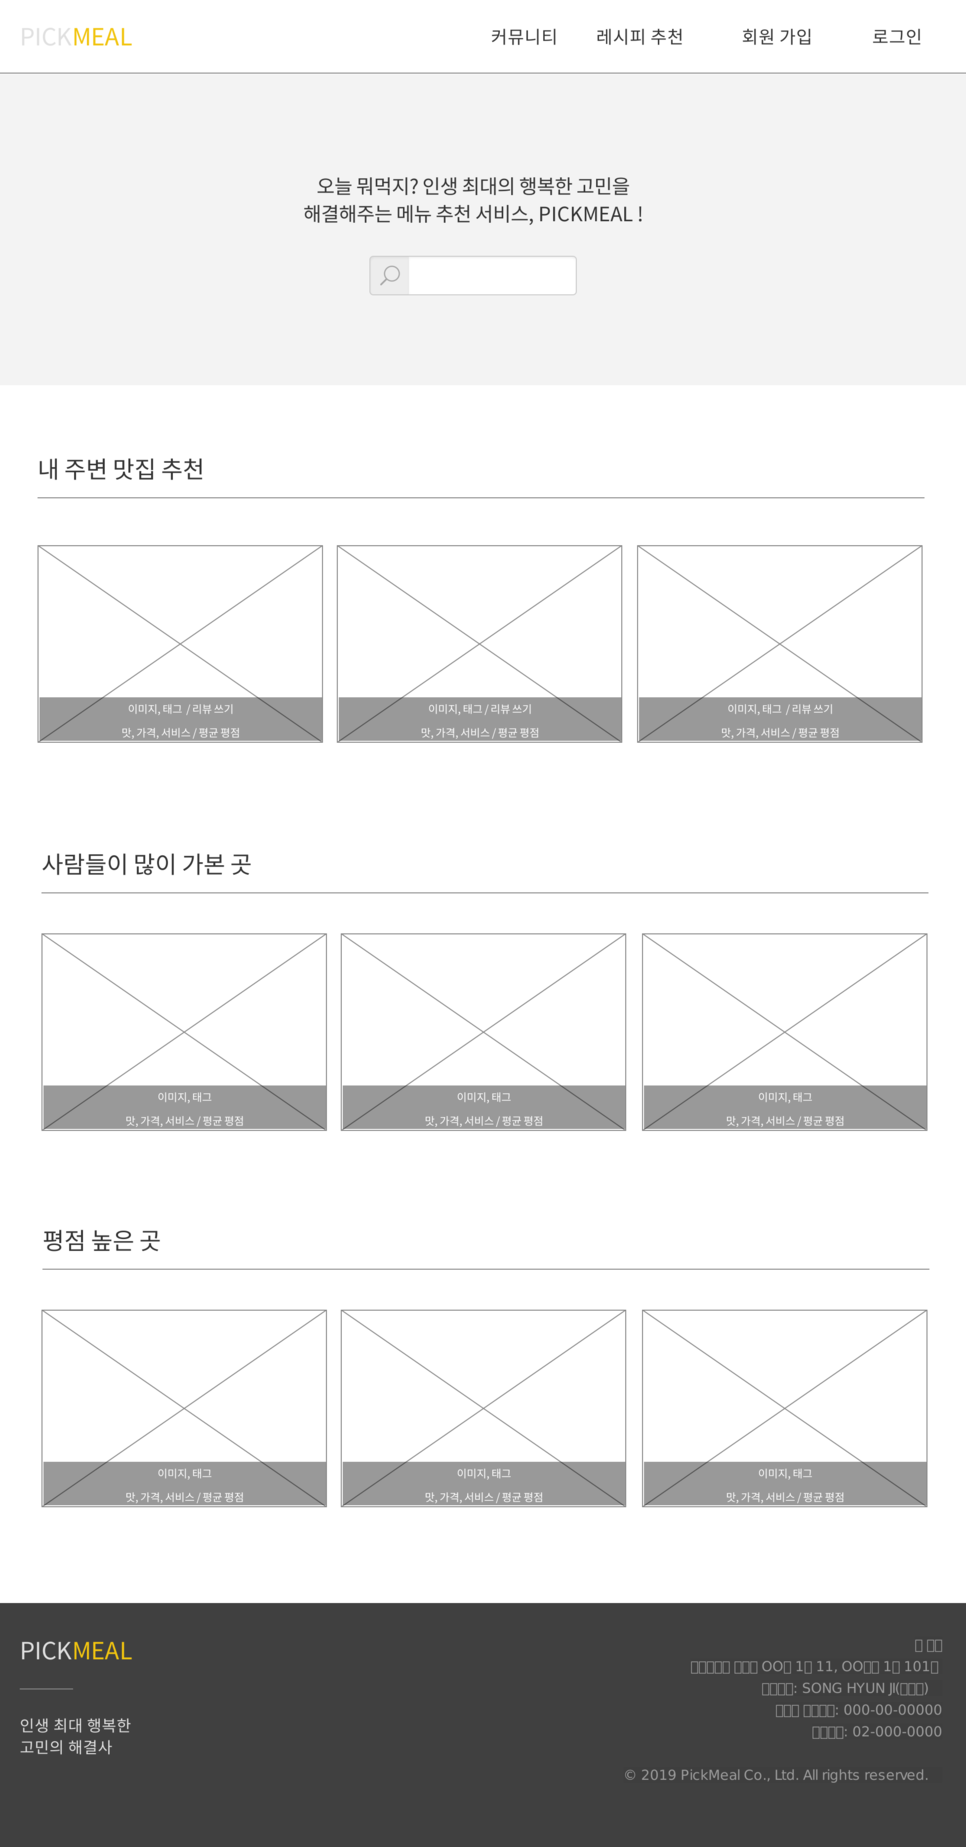 PICKMEAL
커뮤니티 레시피 추천 회원 가입 로그인
오늘 뭐먹지? 인생 최대의 행복한 고민을
해결해주는 메뉴 추천 서비스, PICKMEAL !
내 주변 맛집 추천
이미지, 태그 / 리뷰 쓰기
맛, 가격, 서비스 / 평균 평점
이미지, 태그 / 리뷰 쓰기
맛, 가격, 서비스 / 평균 평점
이미지, 태그 / 리뷰 쓰기
맛, 가격, 서비스 / 평균 평점
사람들이 많이 가본 곳
이미지, 태그
맛, 가격, 서비스 / 평균 평점
이미지, 태그
맛, 가격, 서비스 / 평균 평점
이미지, 태그
맛, 가격, 서비스 / 평균 평점
평점 높은 곳
이미지, 태그
맛, 가격, 서비스 / 평균 평점
이미지, 태그
맛, 가격, 서비스 / 평균 평점
이미지, 태그
맛, 가격, 서비스 / 평균 평점
PICKMEAL
인생 최대 행복한
고민의 해결사
OO 1 11, OO 1 101
: SONG HYUN JI( )
: 000-00-00000
: 02-000-0000
© 2019 PickMeal Co., Ltd. All rights reserved.